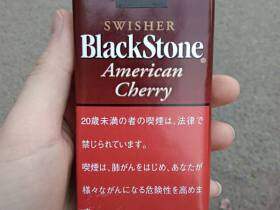 SWISHER
BlackStone®
American
Cherry
20歳未満の者の喫煙は、法律で
禁じられています。
喫煙は、肺がんをはじめ、あなたが
様々ながんになる危険性を高めま